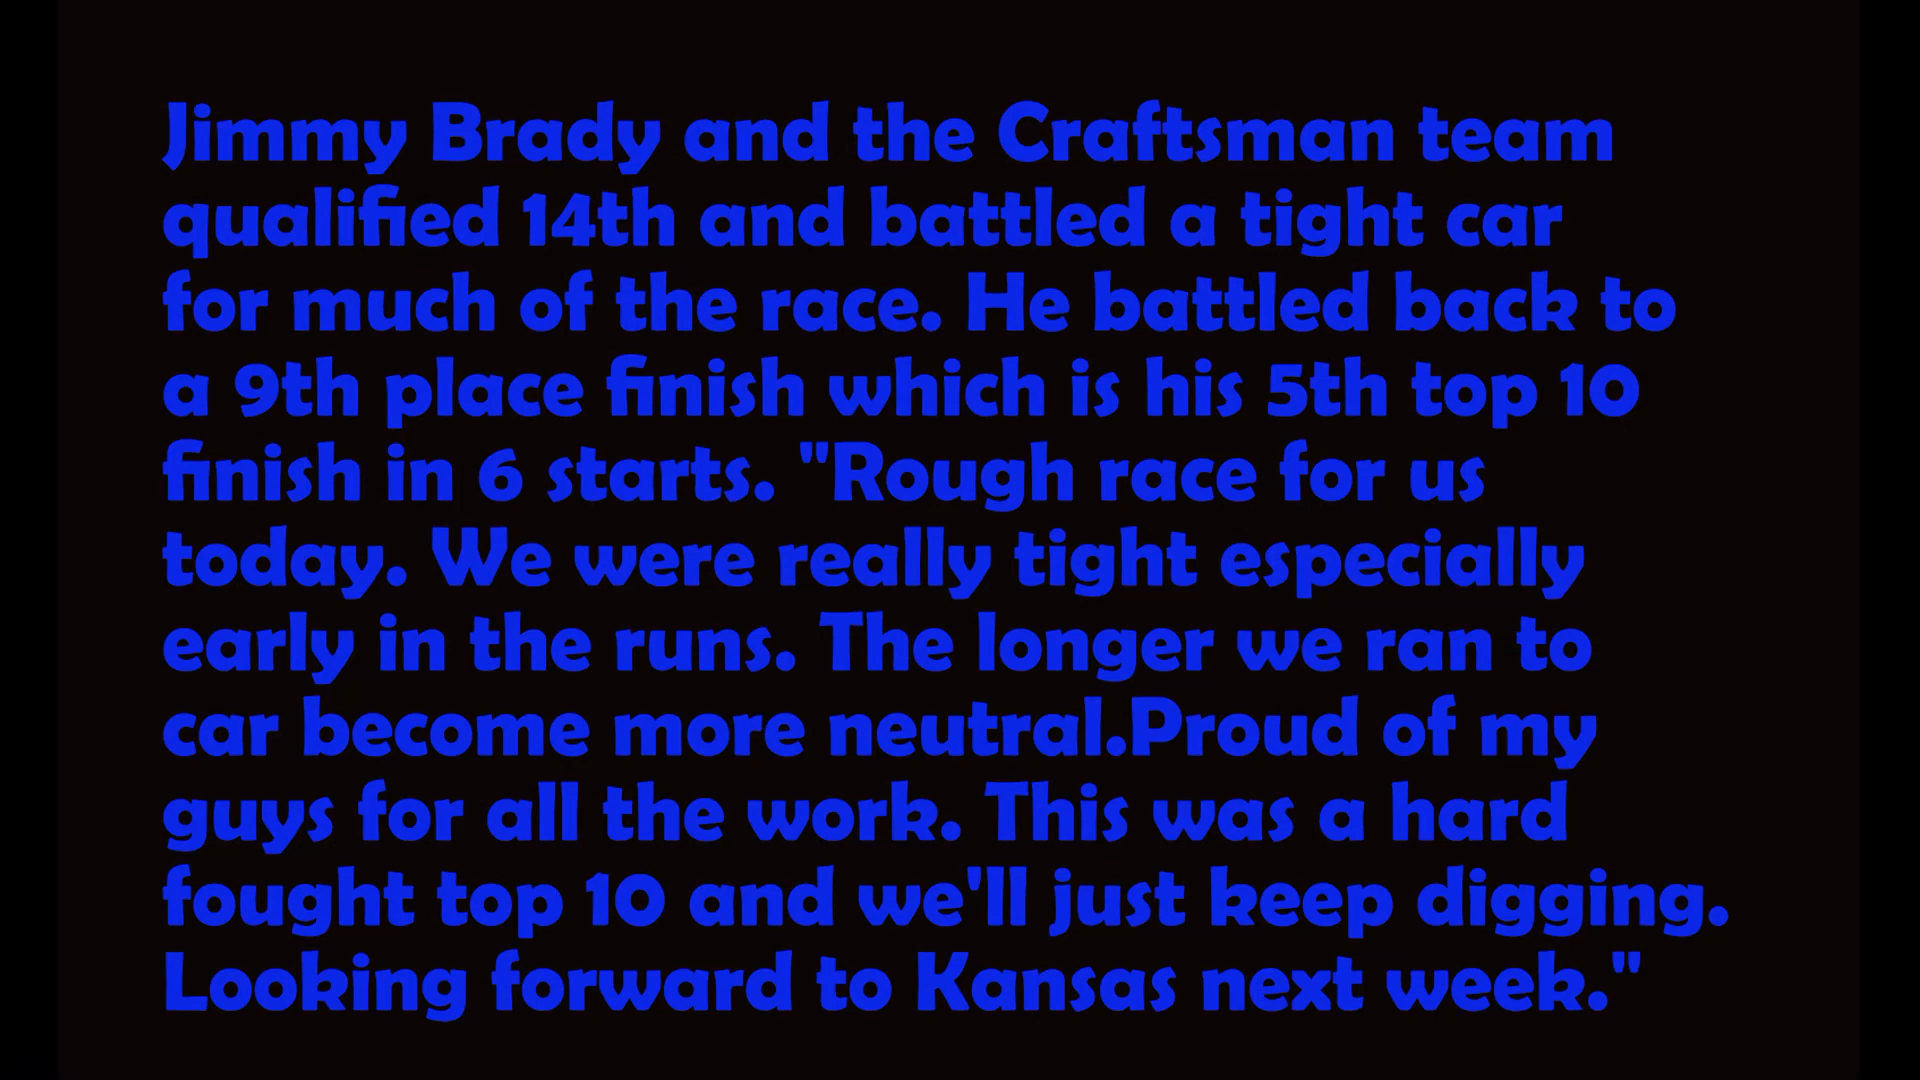 Jimmy Brady and the Craftsman team
qualified 14th and battled a tight car
for much of the race. He battled back to
a 9th place finish which is his 5th top 10
finish in 6 starts. "Rough race for us
today. We were really tight especially
early in the runs. The longer we ran to
car become more neutral.Proud of my
guys for all the work. This was a hard
fought top 10 and we'll just keep digging.
Looking forward to Kansas next week."